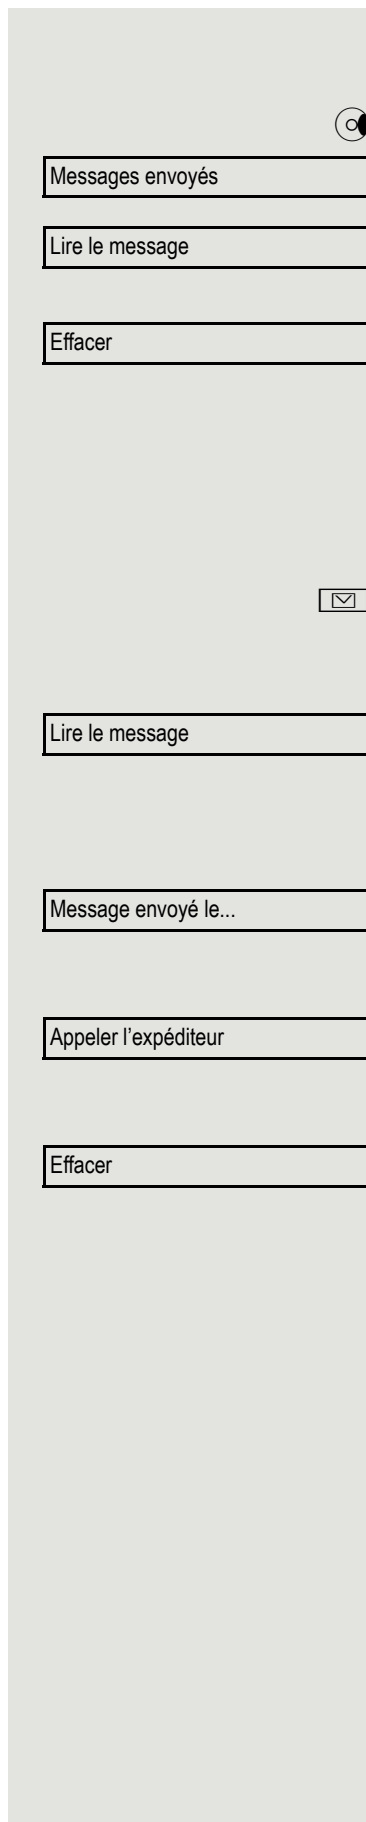 Messages envoyés
Lire le message
Effacer
Lire le message
Message envoyé le...
Appeler l’expéditeur
Effacer